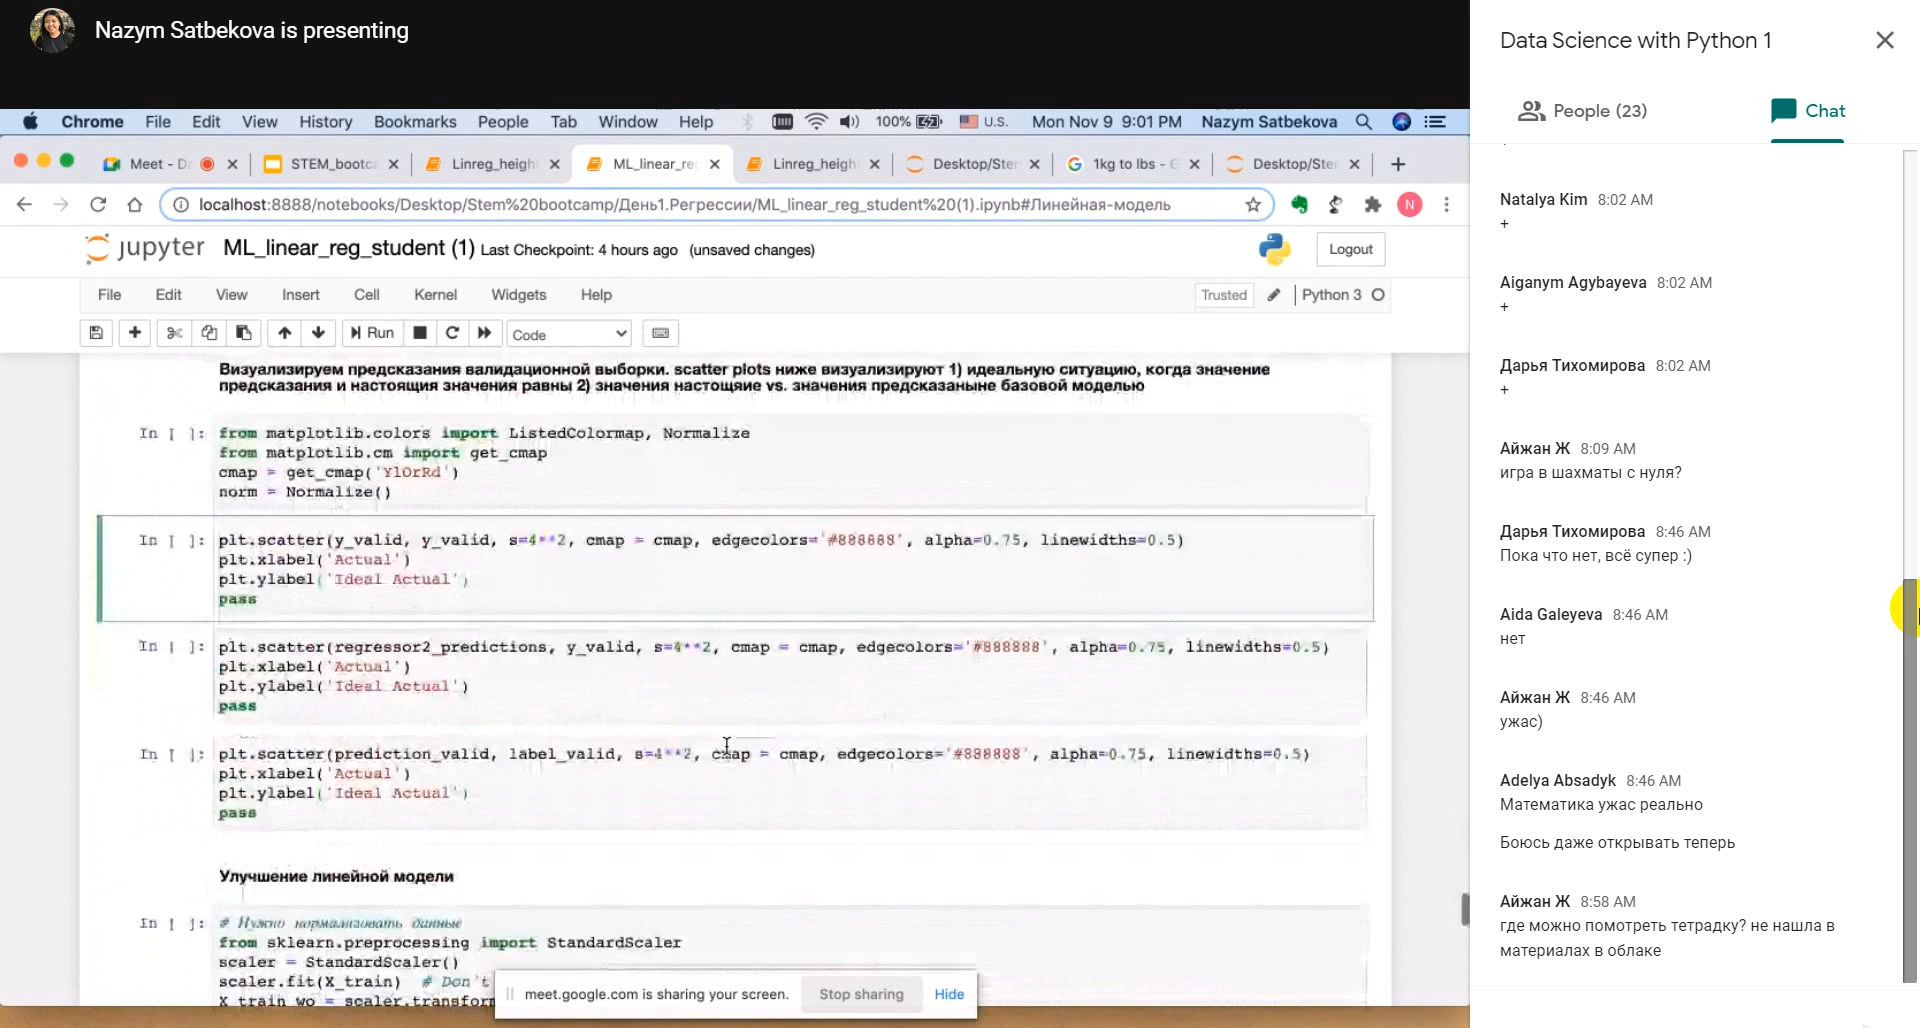 Nazym Satbekova is presenting
Chrome File Edit View History Bookmarks People Tab Window Help 100% U.S. Mon Nov 9 9:01 PM Nazym Satbekova
Meet - D STEM_bootca Linreg_heigh ML_linear_re Linreg_heigh Desktop/Ste 1kg to lbs - G Desktop/Ste
localhost:8888/notebooks/Desktop/Stem%20bootcamp/День1.Регрессии/ML_linear_reg_student%20(1).ipynb#Линейная-модель
N
jupyter ML_linear_reg_student (1) Last Checkpoint: 4 hours ago (unsaved changes)
Logout
File Edit View Insert Cell Kernel Widgets Help
Trusted Python 3
Run Code
Визуализируем предсказания валидационной выборки. scatter plots ниже визуализируют 1) идеальную ситуацию, когда значение
предсказания и настоящия значения равны 2) значения настощяие vs. значения предсказаныне базовой моделью
In [ ]: from matplotlib.colors import ListedColormap, Normalize
from matplotlib.cm import get_cmap
cmap = get_cmap('YlOrRd')
norm = Normalize()
In [ ]: plt.scatter(y_valid, y_valid, s=4**2, cmap = cmap, edgecolors='#888888', alpha=0.75, linewidths=0.5)
plt.xlabel('Actual')
plt.ylabel('Ideal Actual')
pass
In [ ]: plt.scatter(regressor2_predictions, y_valid, s=4**2, cmap = cmap, edgecolors='#888888', alpha=0.75, linewidths=0.5)
plt.xlabel('Actual')
plt.ylabel('Ideal Actual')
pass
In [ ]: plt.scatter(prediction_valid, label_valid, s=4**2, cmap = cmap, edgecolors='#888888', alpha=0.75, linewidths=0.5)
plt.xlabel('Actual')
plt.ylabel('Ideal Actual')
pass
Улучшение линейной модели
In [ ]: # Нужно нормализовать данные
from sklearn.preprocessing import StandardScaler
scaler = StandardScaler()
scaler.fit(X_train) # Don't
X_train_wo = scaler.transform
meet.google.com is sharing your screen. Stop sharing Hide
Data Science with Python 1
People (23) Chat
Natalya Kim 8:02 AM
+
Aiganym Agybayeva 8:02 AM
+
Дарья Тихомирова 8:02 AM
+
Айжан Ж 8:09 AM
игра в шахматы с нуля?
Дарья Тихомирова 8:46 AM
Пока что нет, всё супер :)
Aida Galeyeva 8:46 AM
нет
Айжан Ж 8:46 AM
ужас)
Adelya Absadyk 8:46 AM
Математика ужас реально
Боюсь даже открывать теперь
Айжан Ж 8:58 AM
где можно помотреть тетрадку? не нашла в
материалах в облаке